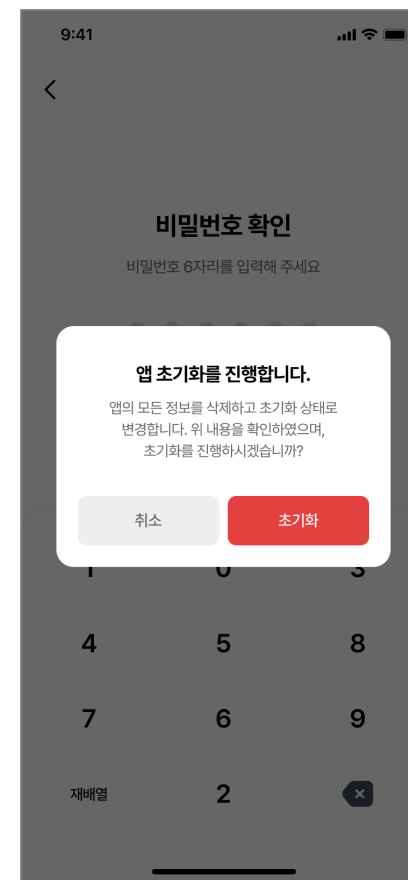 9:41
비밀번호 확인
비밀번호 6자리를 입력해 주세요
앱 초기화를 진행합니다.
앱의 모든 정보를 삭제하고 초기화 상태로
변경합니다. 위 내용을 확인하였으며,
초기화를 진행하시겠습니까?
취소 초기화
1 0 3
4 5 8
7 6 9
재배열 2